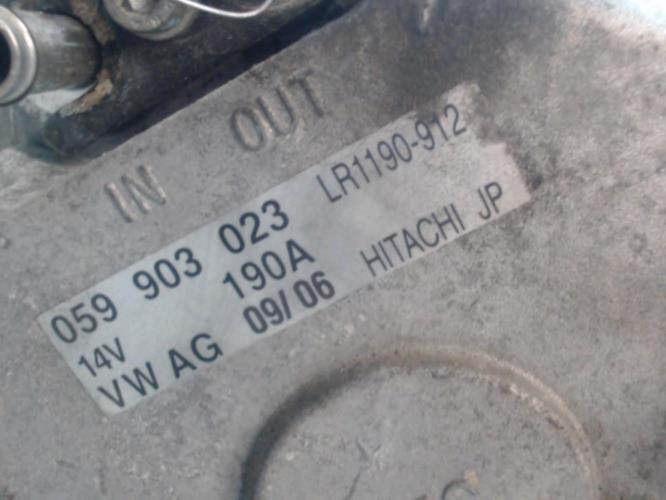 IN OUT
059 903 023 LR1190-912
14V 190A
VW AG 09/06 HITACHI JP